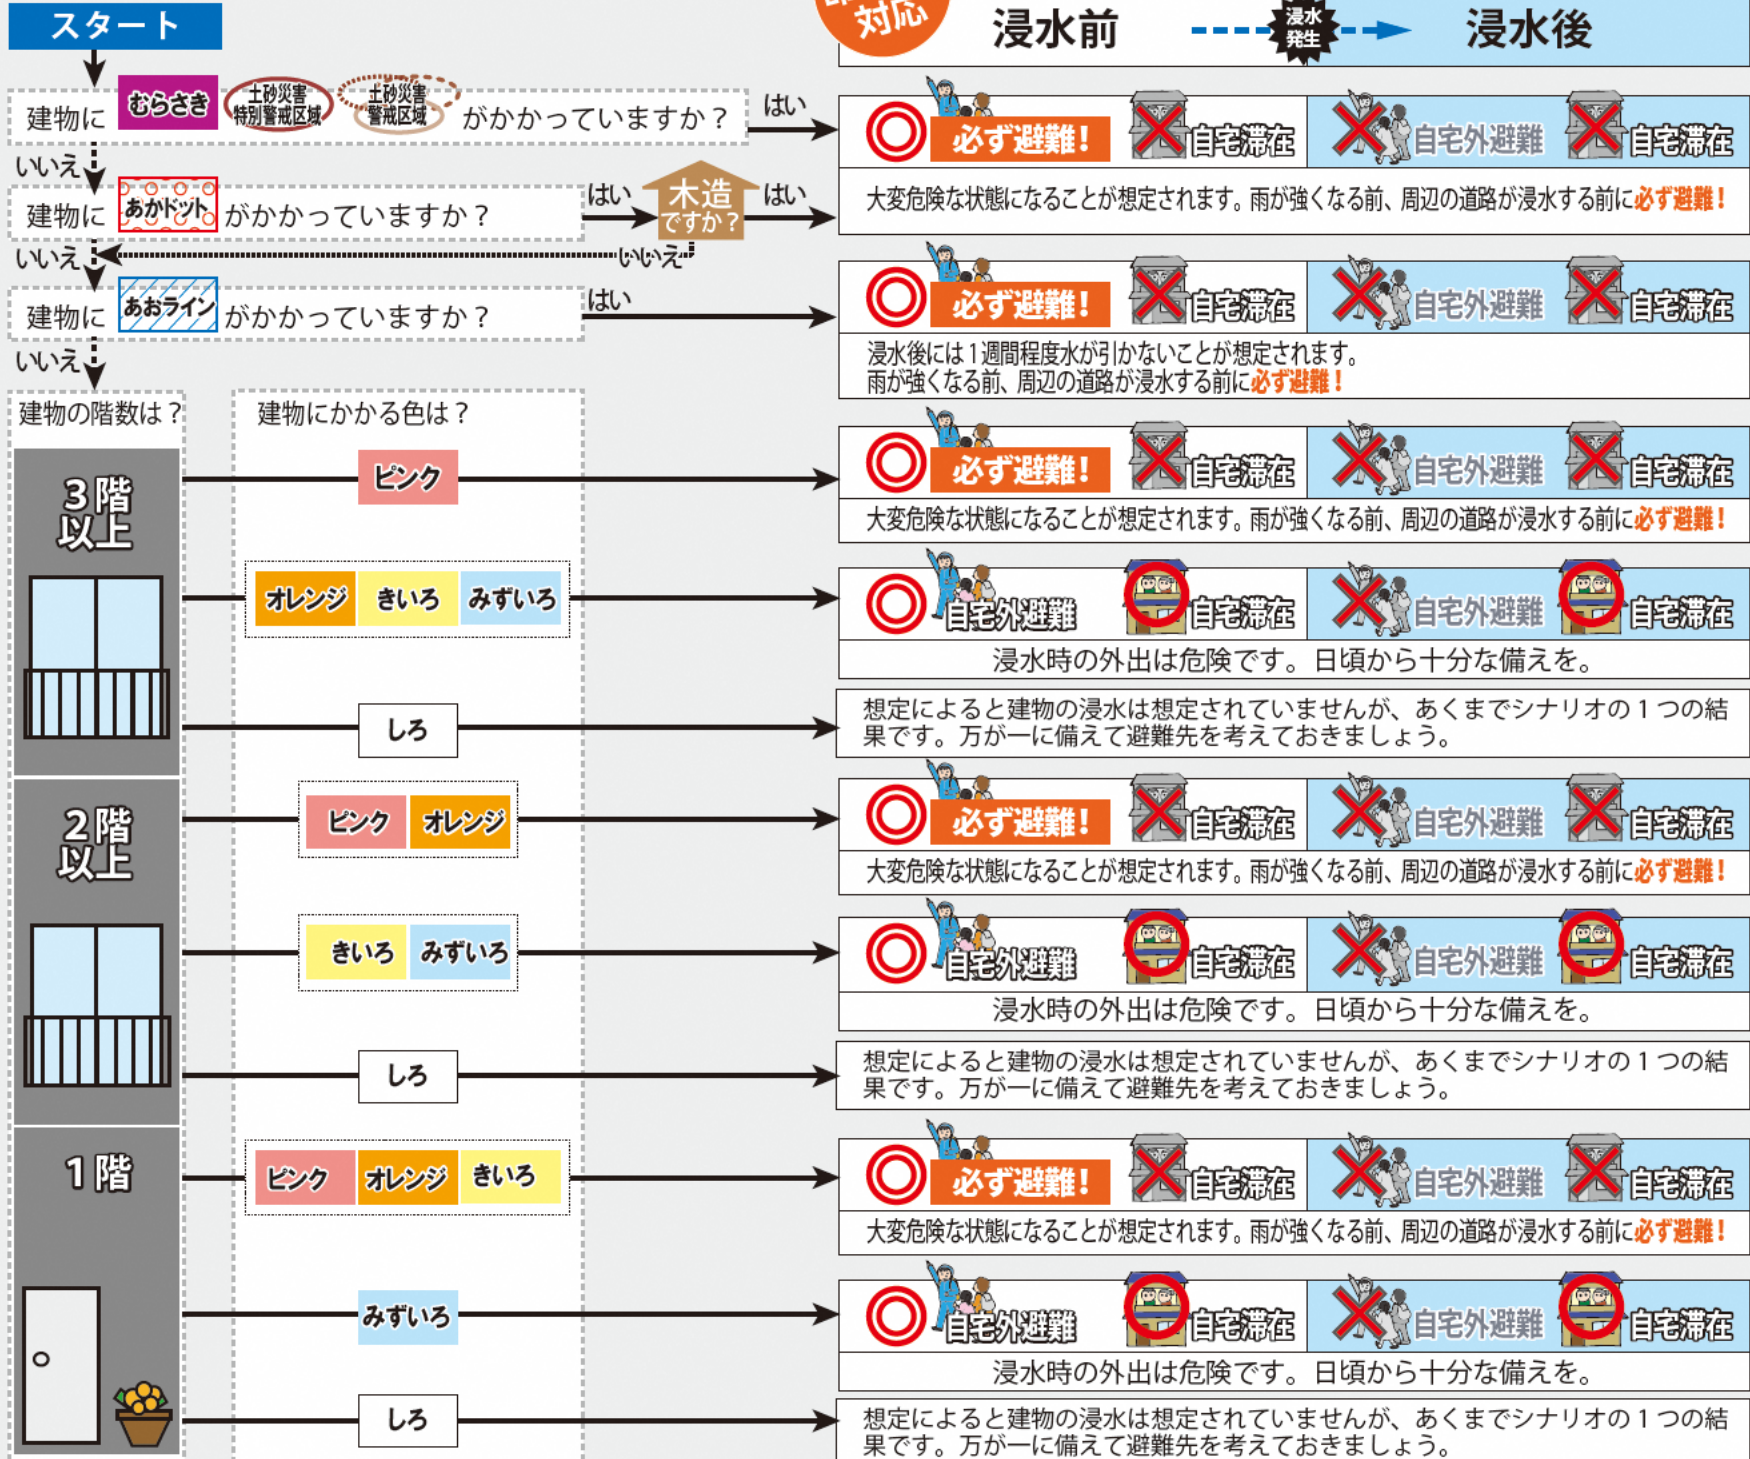 スタート
対応
浸水前
浸水
発生
浸水後
建物に
むらさき
土砂災害
特別警戒区域
土砂災害
警戒区域
がかかっていますか？
はい
必ず避難！
自宅滞在
自宅外避難
自宅滞在
大変危険な状態になることが想定されます。雨が強くなる前、周辺の道路が浸水する前に必ず避難！
いいえ
建物に
あかドット
がかかっていますか？
はい
木造
ですか？
はい
いいえ
いいえ
建物に
あおライン
がかかっていますか？
はい
必ず避難！
自宅滞在
自宅外避難
自宅滞在
浸水後には１週間程度水が引かないことが想定されます。
雨が強くなる前、周辺の道路が浸水する前に必ず避難！
いいえ
建物の階数は？
建物にかかる色は？
３階
以上
ピンク
必ず避難！
自宅滞在
自宅外避難
自宅滞在
大変危険な状態になることが想定されます。雨が強くなる前、周辺の道路が浸水する前に必ず避難！
オレンジ
きいろ
みずいろ
自宅外避難
自宅滞在
自宅外避難
自宅滞在
浸水時の外出は危険です。日頃から十分な備えを。
しろ
想定によると建物の浸水は想定されていませんが、あくまでシナリオの１つの結
果です。万が一に備えて避難先を考えておきましょう。
２階
以上
ピンク
オレンジ
必ず避難！
自宅滞在
自宅外避難
自宅滞在
大変危険な状態になることが想定されます。雨が強くなる前、周辺の道路が浸水する前に必ず避難！
きいろ
みずいろ
自宅外避難
自宅滞在
自宅外避難
自宅滞在
浸水時の外出は危険です。日頃から十分な備えを。
しろ
想定によると建物の浸水は想定されていませんが、あくまでシナリオの１つの結
果です。万が一に備えて避難先を考えておきましょう。
１階
ピンク
オレンジ
きいろ
必ず避難！
自宅滞在
自宅外避難
自宅滞在
大変危険な状態になることが想定されます。雨が強くなる前、周辺の道路が浸水する前に必ず避難！
みずいろ
自宅外避難
自宅滞在
自宅外避難
自宅滞在
浸水時の外出は危険です。日頃から十分な備えを。
しろ
想定によると建物の浸水は想定されていませんが、あくまでシナリオの１つの結
果です。万が一に備えて避難先を考えておきましょう。